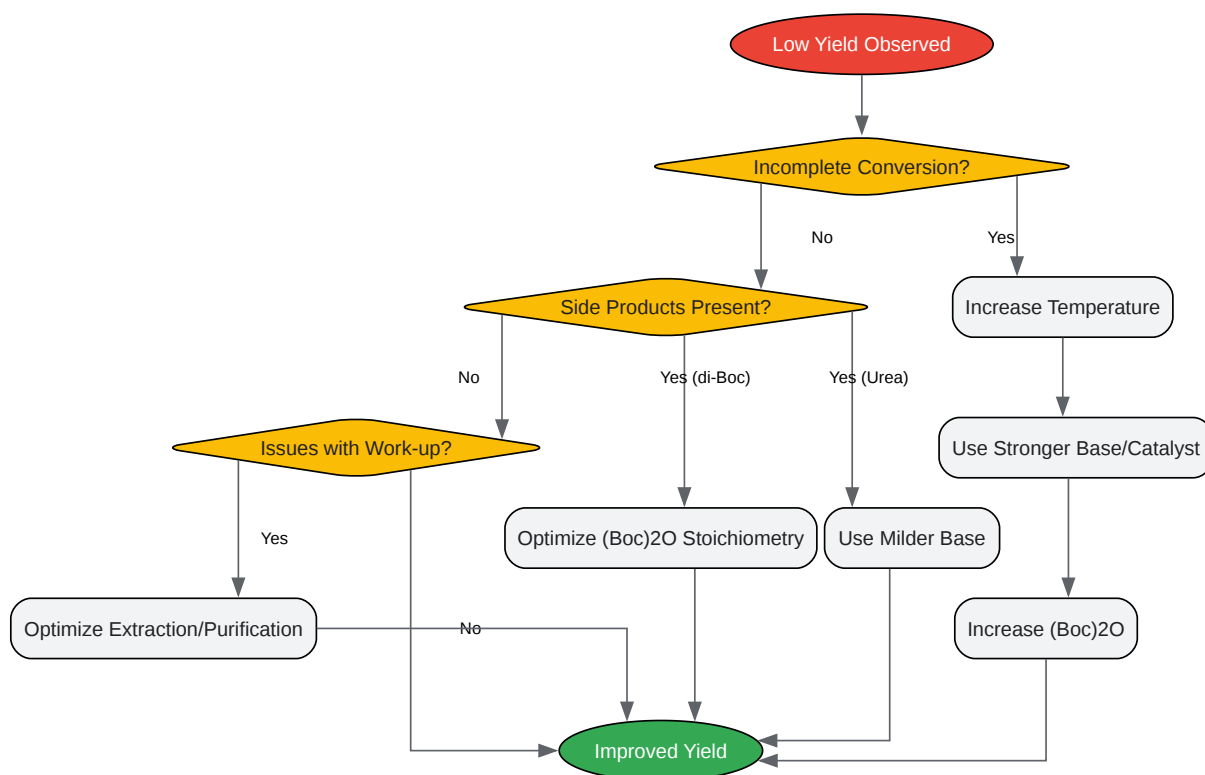 Low Yield Observed
Incomplete Conversion?
No
Yes
Side Products Present?
Increase Temperature
No
Yes (di-Boc)
Yes (Urea)
Issues with Work-up?
Use Stronger Base/Catalyst
Yes
Optimize (Boc)2O Stoichiometry
Use Milder Base
Optimize Extraction/Purification
No
Increase (Boc)2O
Improved Yield